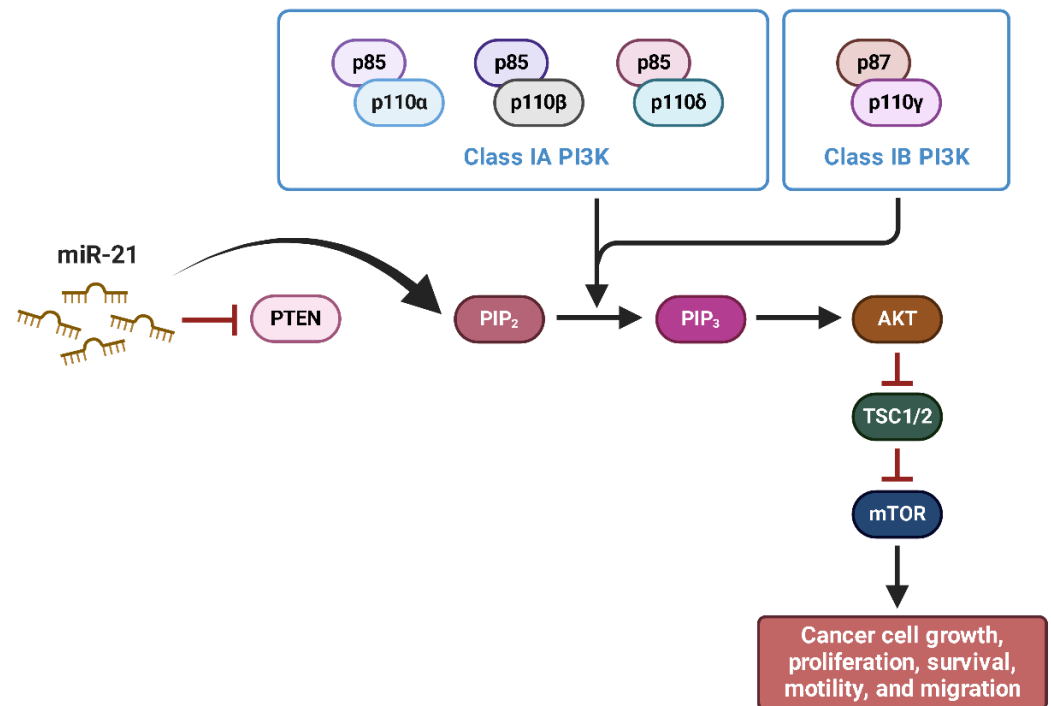 p85
p110α
p85
p110β
p85
p110δ
Class IA PI3K
p87
p110γ
Class IB PI3K
miR-21
PTEN
PIP₂
PIP₃
AKT
TSC1/2
mTOR
Cancer cell growth,
proliferation, survival,
motility, and migration